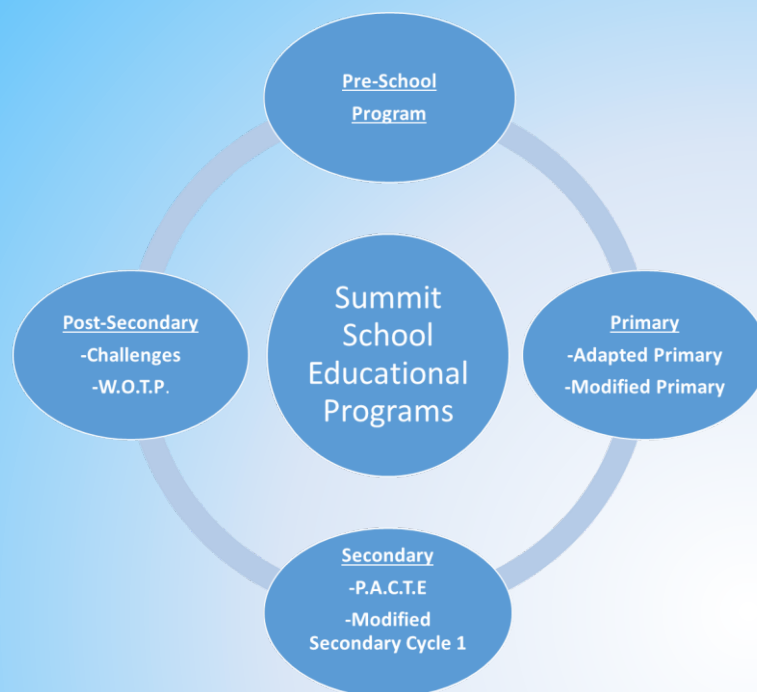 Pre-School
Program
Summit
School
Educational
Programs
Post-Secondary
-Challenges
-W.O.T.P.
Primary
-Adapted Primary
-Modified Primary
Secondary
-P.A.C.T.E
-Modified
Secondary Cycle 1